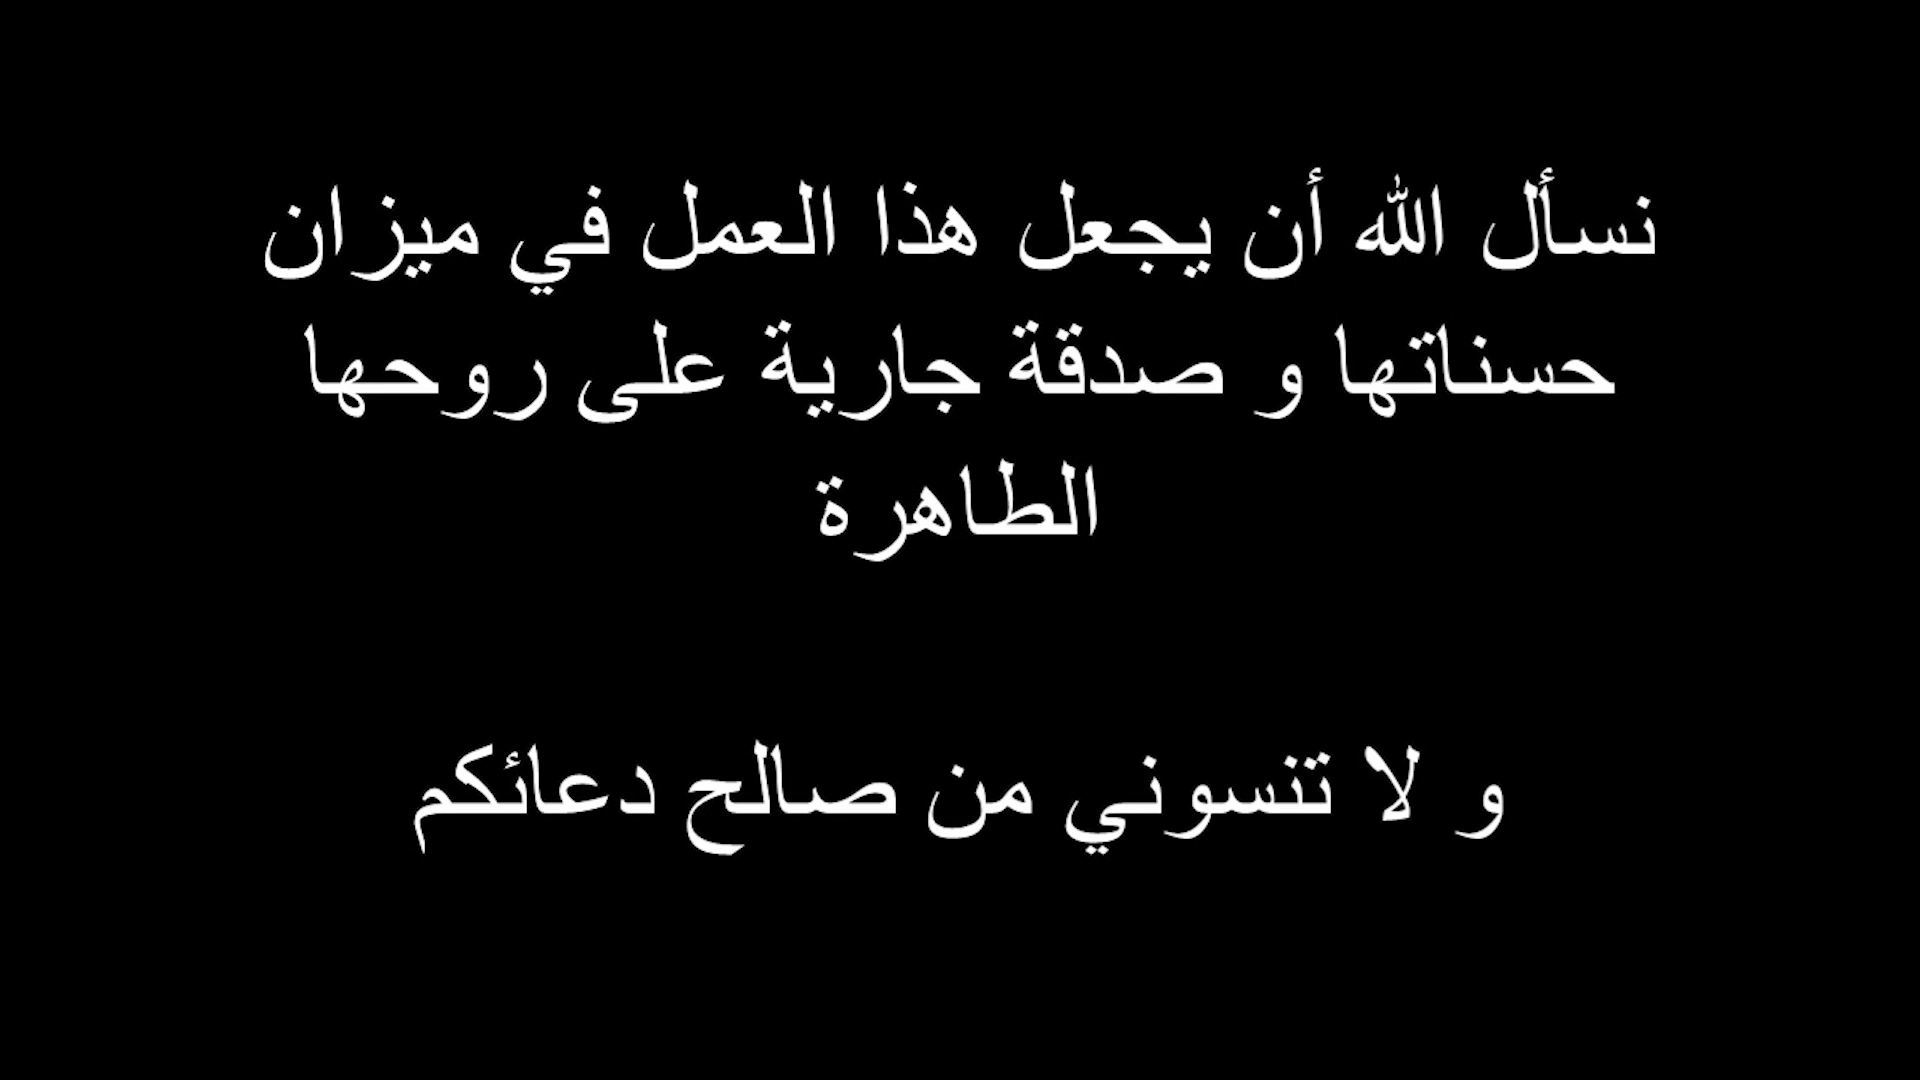 نسأل الله أن يجعل هذا العمل في ميزان
حسناتها و صدقة جارية على روحها
الطاهرة
و لا تنسوني من صالح دعائكم